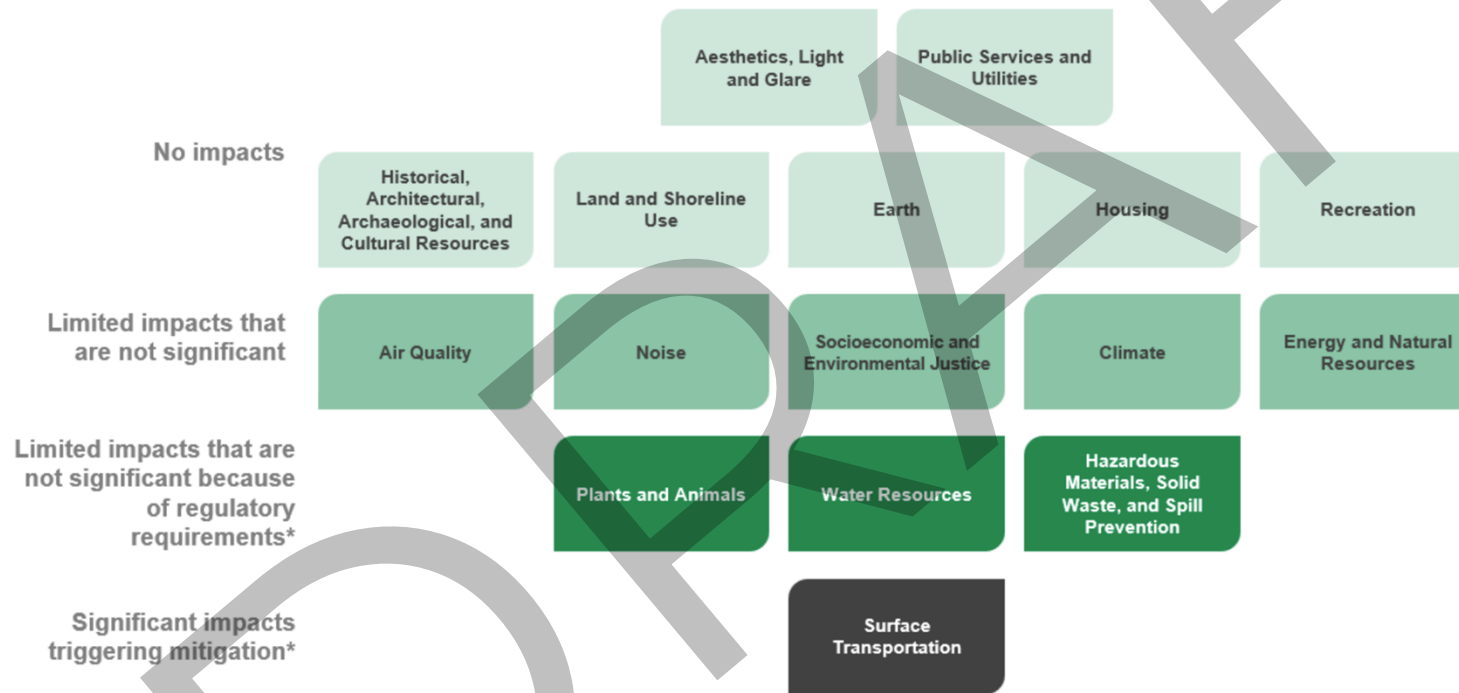 Aesthetics, Light
and Glare
Public Services and
Utilities
No impacts
Historical,
Architectural,
Archaeological, and
Cultural Resources
Land and Shoreline
Use
Earth
Housing
Recreation
Limited impacts that
are not significant
Air Quality
Noise
Socioeconomic and
Environmental Justice
Climate
Energy and Natural
Resources
Limited impacts that are
not significant because
of regulatory
requirements*
Plants and Animals
Water Resources
Hazardous
Materials, Solid
Waste, and Spill
Prevention
Significant impacts
triggering mitigation*
Surface
Transportation